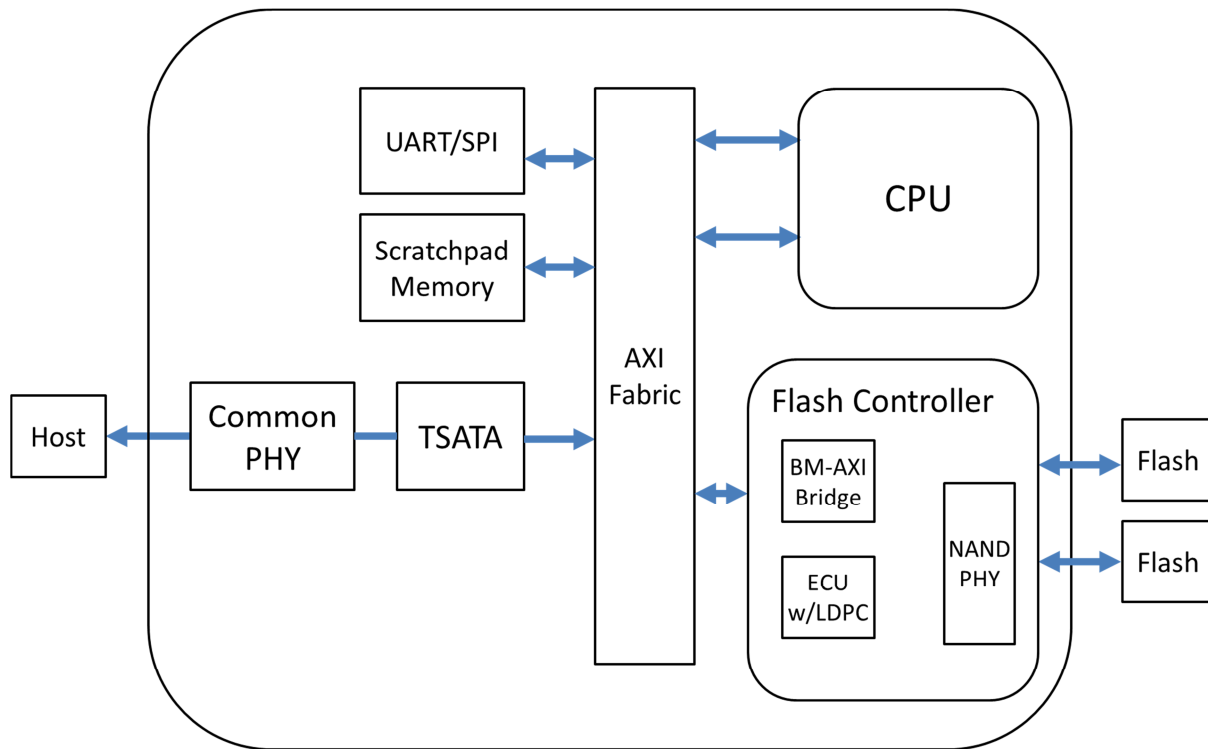 UART/SPI
Scratchpad
Memory
Host
Common
PHY
TSATA
AXI
Fabric
CPU
Flash Controller
BM-AXI
Bridge
ECU
w/LDPC
NAND
PHY
Flash
Flash